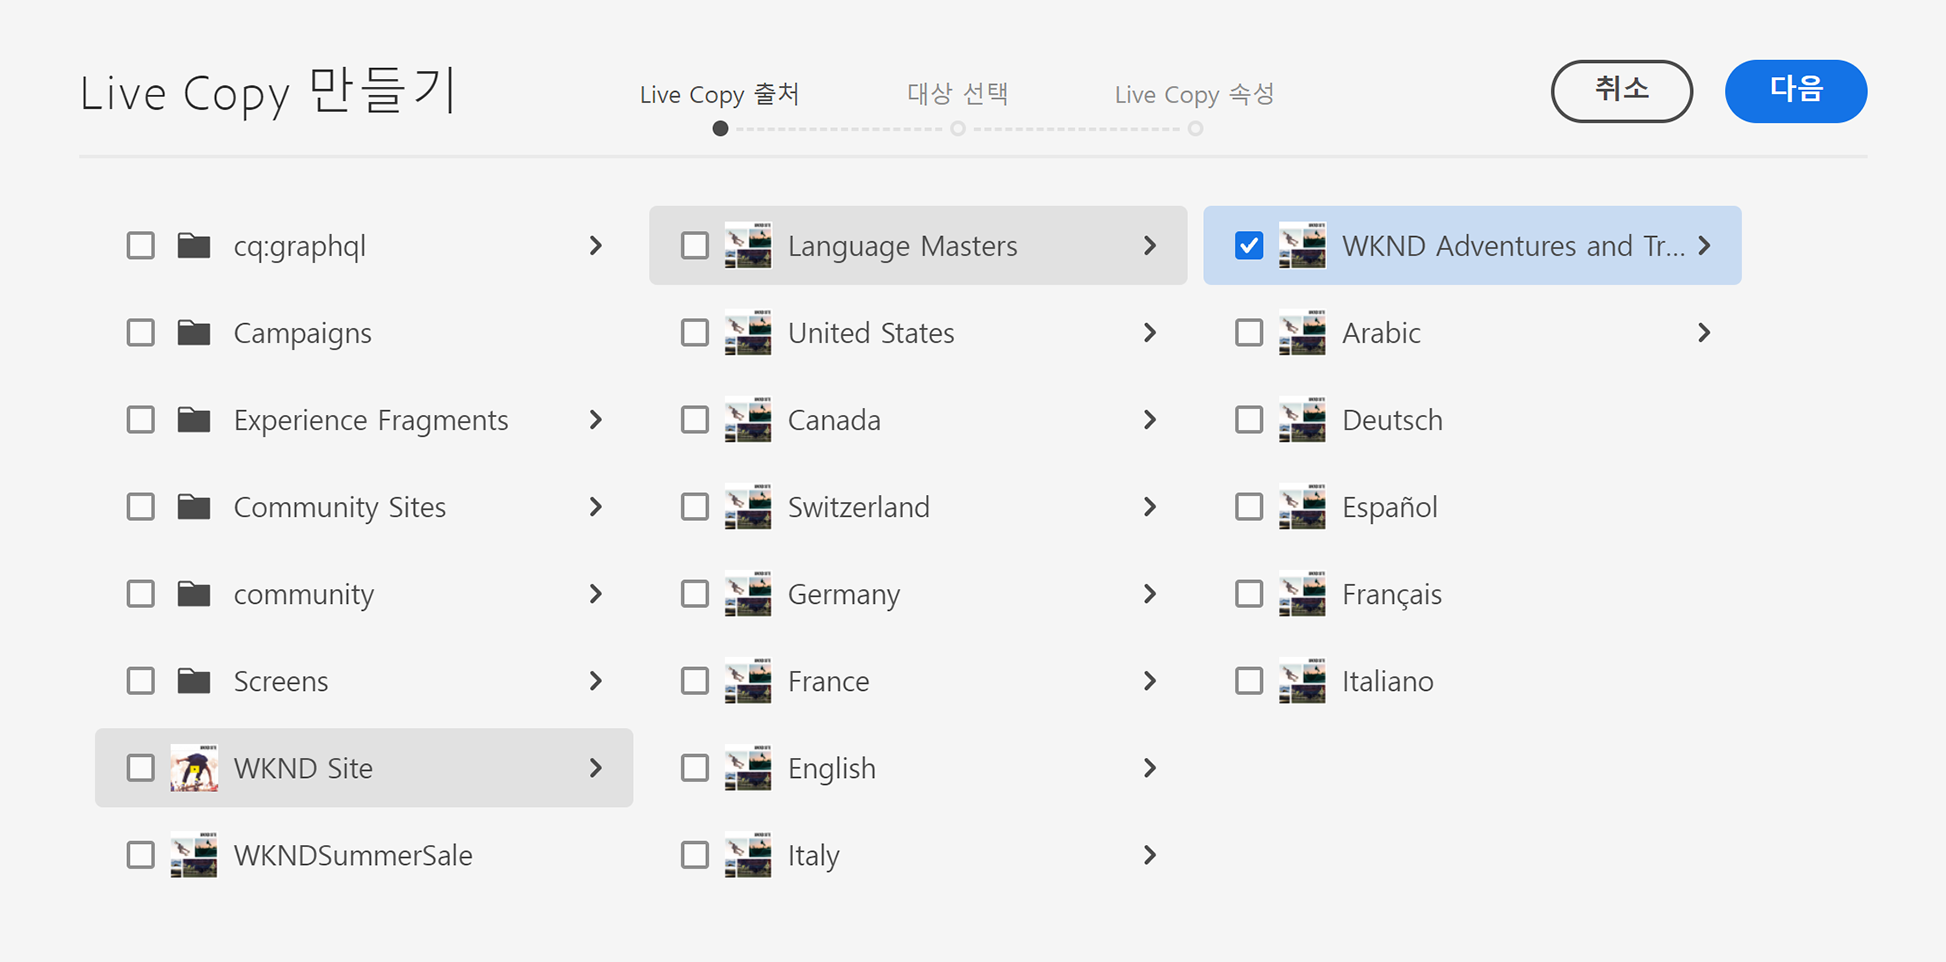 Live Copy 만들기
Live Copy 출처
대상 선택
Live Copy 속성
취소
다음
cq:graphql
Campaigns
Experience Fragments
Community Sites
community
Screens
WKND Site
WKNDSummerSale
Language Masters
United States
Canada
Switzerland
Germany
France
English
Italy
WKND Adventures and Tr...
Arabic
Deutsch
Español
Français
Italiano